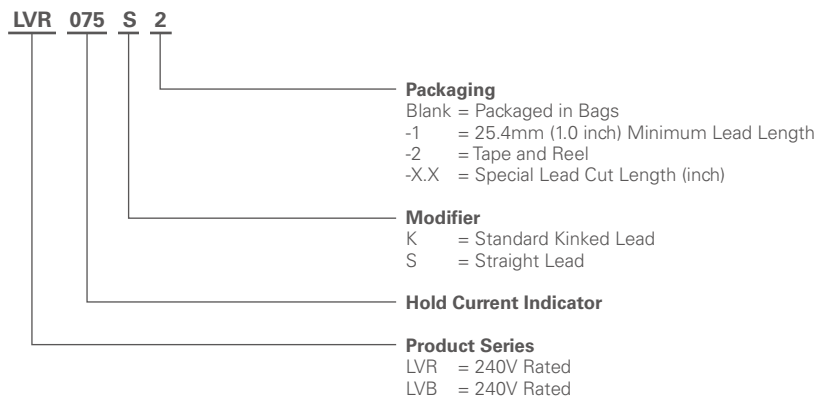 LVR 075 S 2
Packaging
Blank = Packaged in Bags
-1 = 25.4mm (1.0 inch) Minimum Lead Length
-2 = Tape and Reel
-X.X = Special Lead Cut Length (inch)
Modifier
K = Standard Kinked Lead
S = Straight Lead
Hold Current Indicator
Product Series
LVR = 240V Rated
LVB = 240V Rated